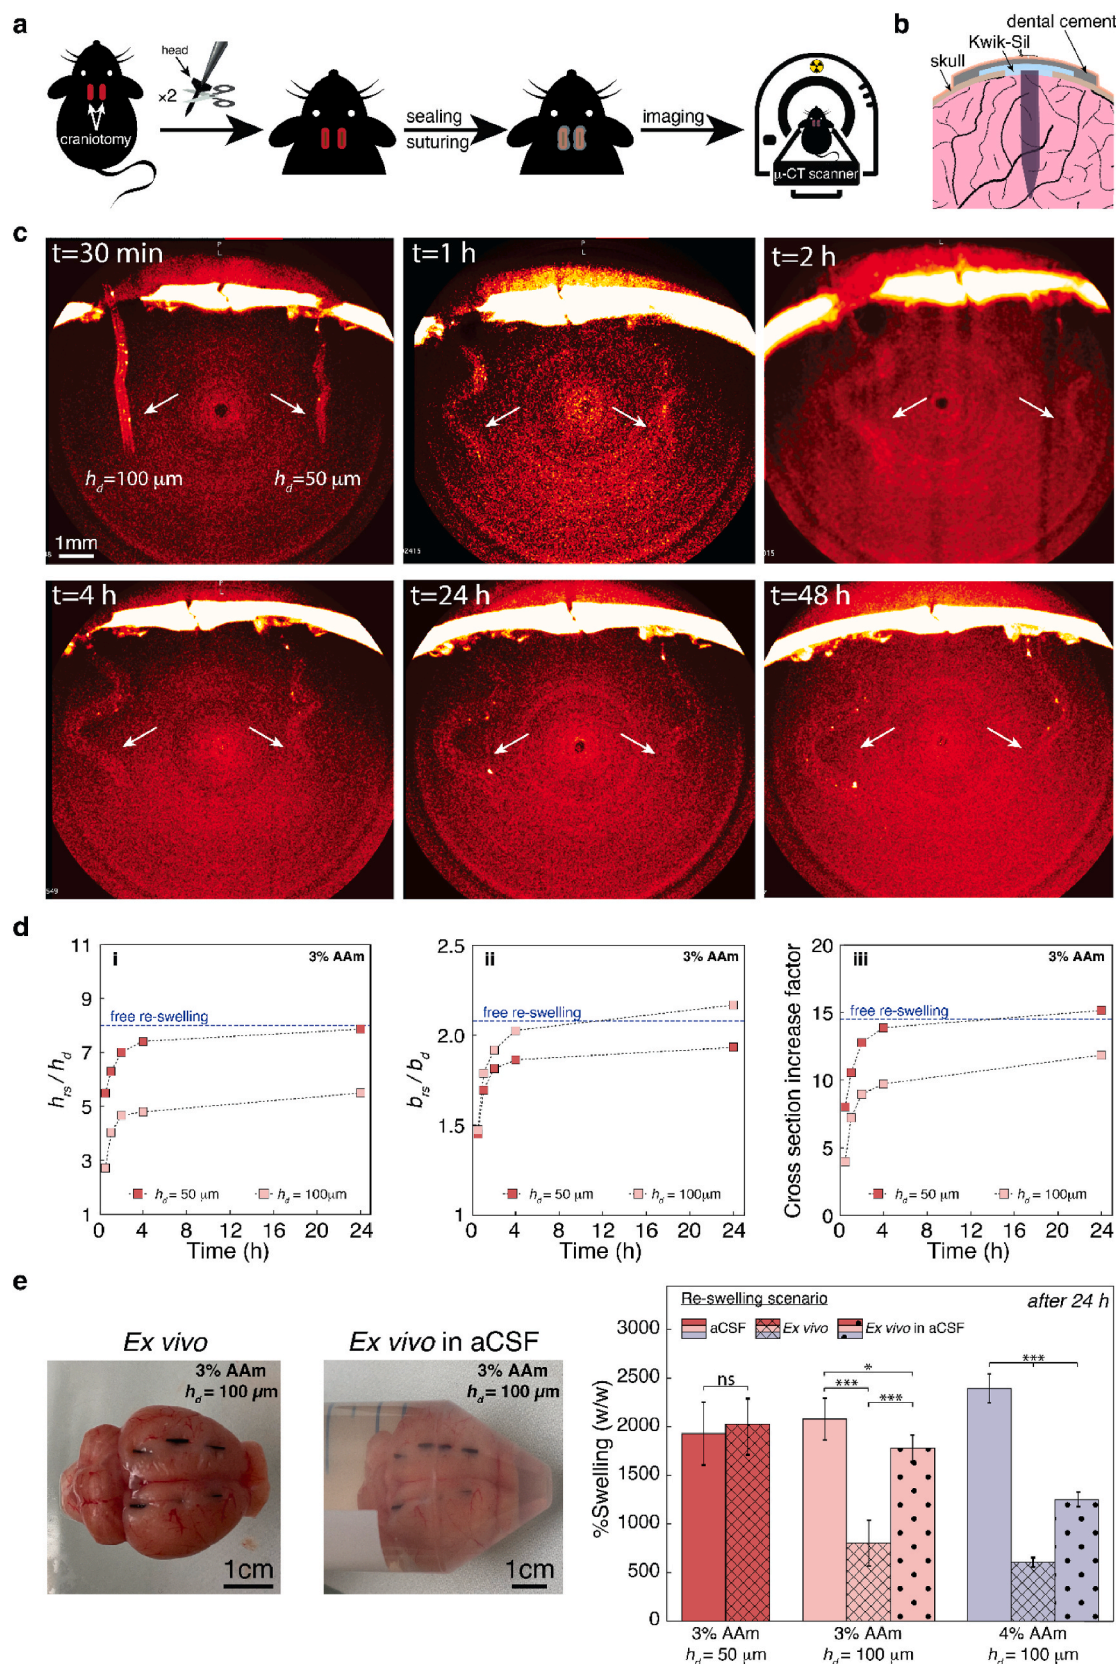 a
head
×2
craniotomy
sealing
suturing
imaging
μ-CT scanner
b
dental cement
Kwik-Sil
skull
c
t=30 min
P
L
h_d=100 μm
h_d=50 μm
1mm
t=1 h
P
L
02415
t=2 h
L
015
t=4 h
549
t=24 h
t=48 h
d
i
3% AAm
free re-swelling
h_rs / h_d
11
9
7
5
3
1
h_d = 50 μm
h_d = 100μm
0 4 8 12 16 20 24
Time (h)
ii
3% AAm
free re-swelling
b_rs / b_d
2.5
2.0
1.5
1
h_d = 50 μm
h_d = 100μm
0 4 8 12 16 20 24
Time (h)
iii
3% AAm
free re-swelling
Cross section increase factor
20
15
10
5
0
h_d = 50 μm
h_d = 100μm
0 4 8 12 16 20 24
Time (h)
e
Ex vivo
3% AAm
h_d = 100 μm
1cm
Ex vivo in aCSF
3% AAm
h_d = 100 μm
1cm
Re-swelling scenario
after 24 h
aCSF
Ex vivo
Ex vivo in aCSF
%Swelling (w/w)
3000
2500
2000
1500
1000
500
0
ns
*
***
***
***
3% AAm
h_d = 50 μm
3% AAm
h_d = 100 μm
4% AAm
h_d = 100 μm